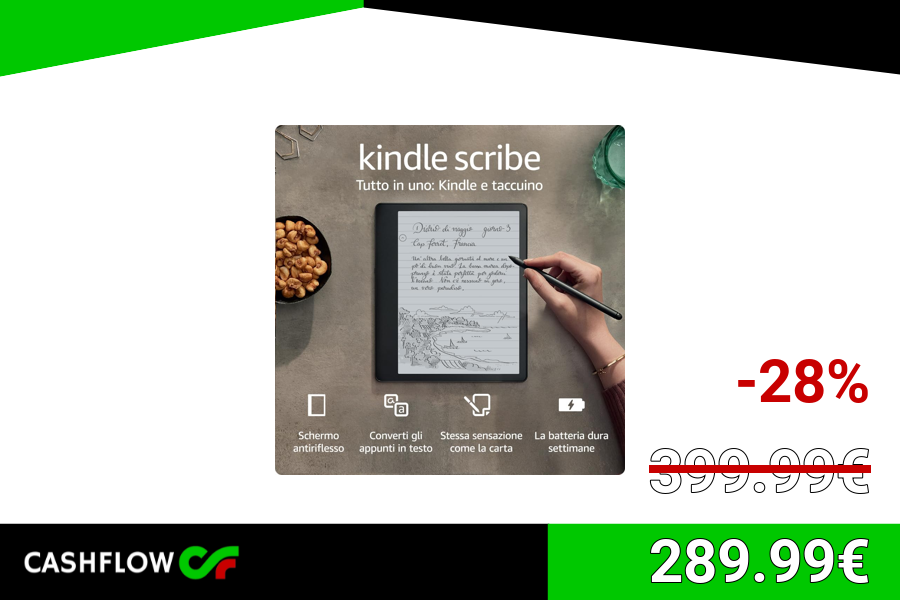 kindle scribe
Tutto in uno: Kindle e taccuino
Diario di viaggio giorno 3
Cap Ferret, Francia
Schermo
antiriflesso
Converti gli
appunti in testo
Stessa sensazione
come la carta
La batteria dura
settimane
-28%
399.99€
CASHFLOW
289.99€